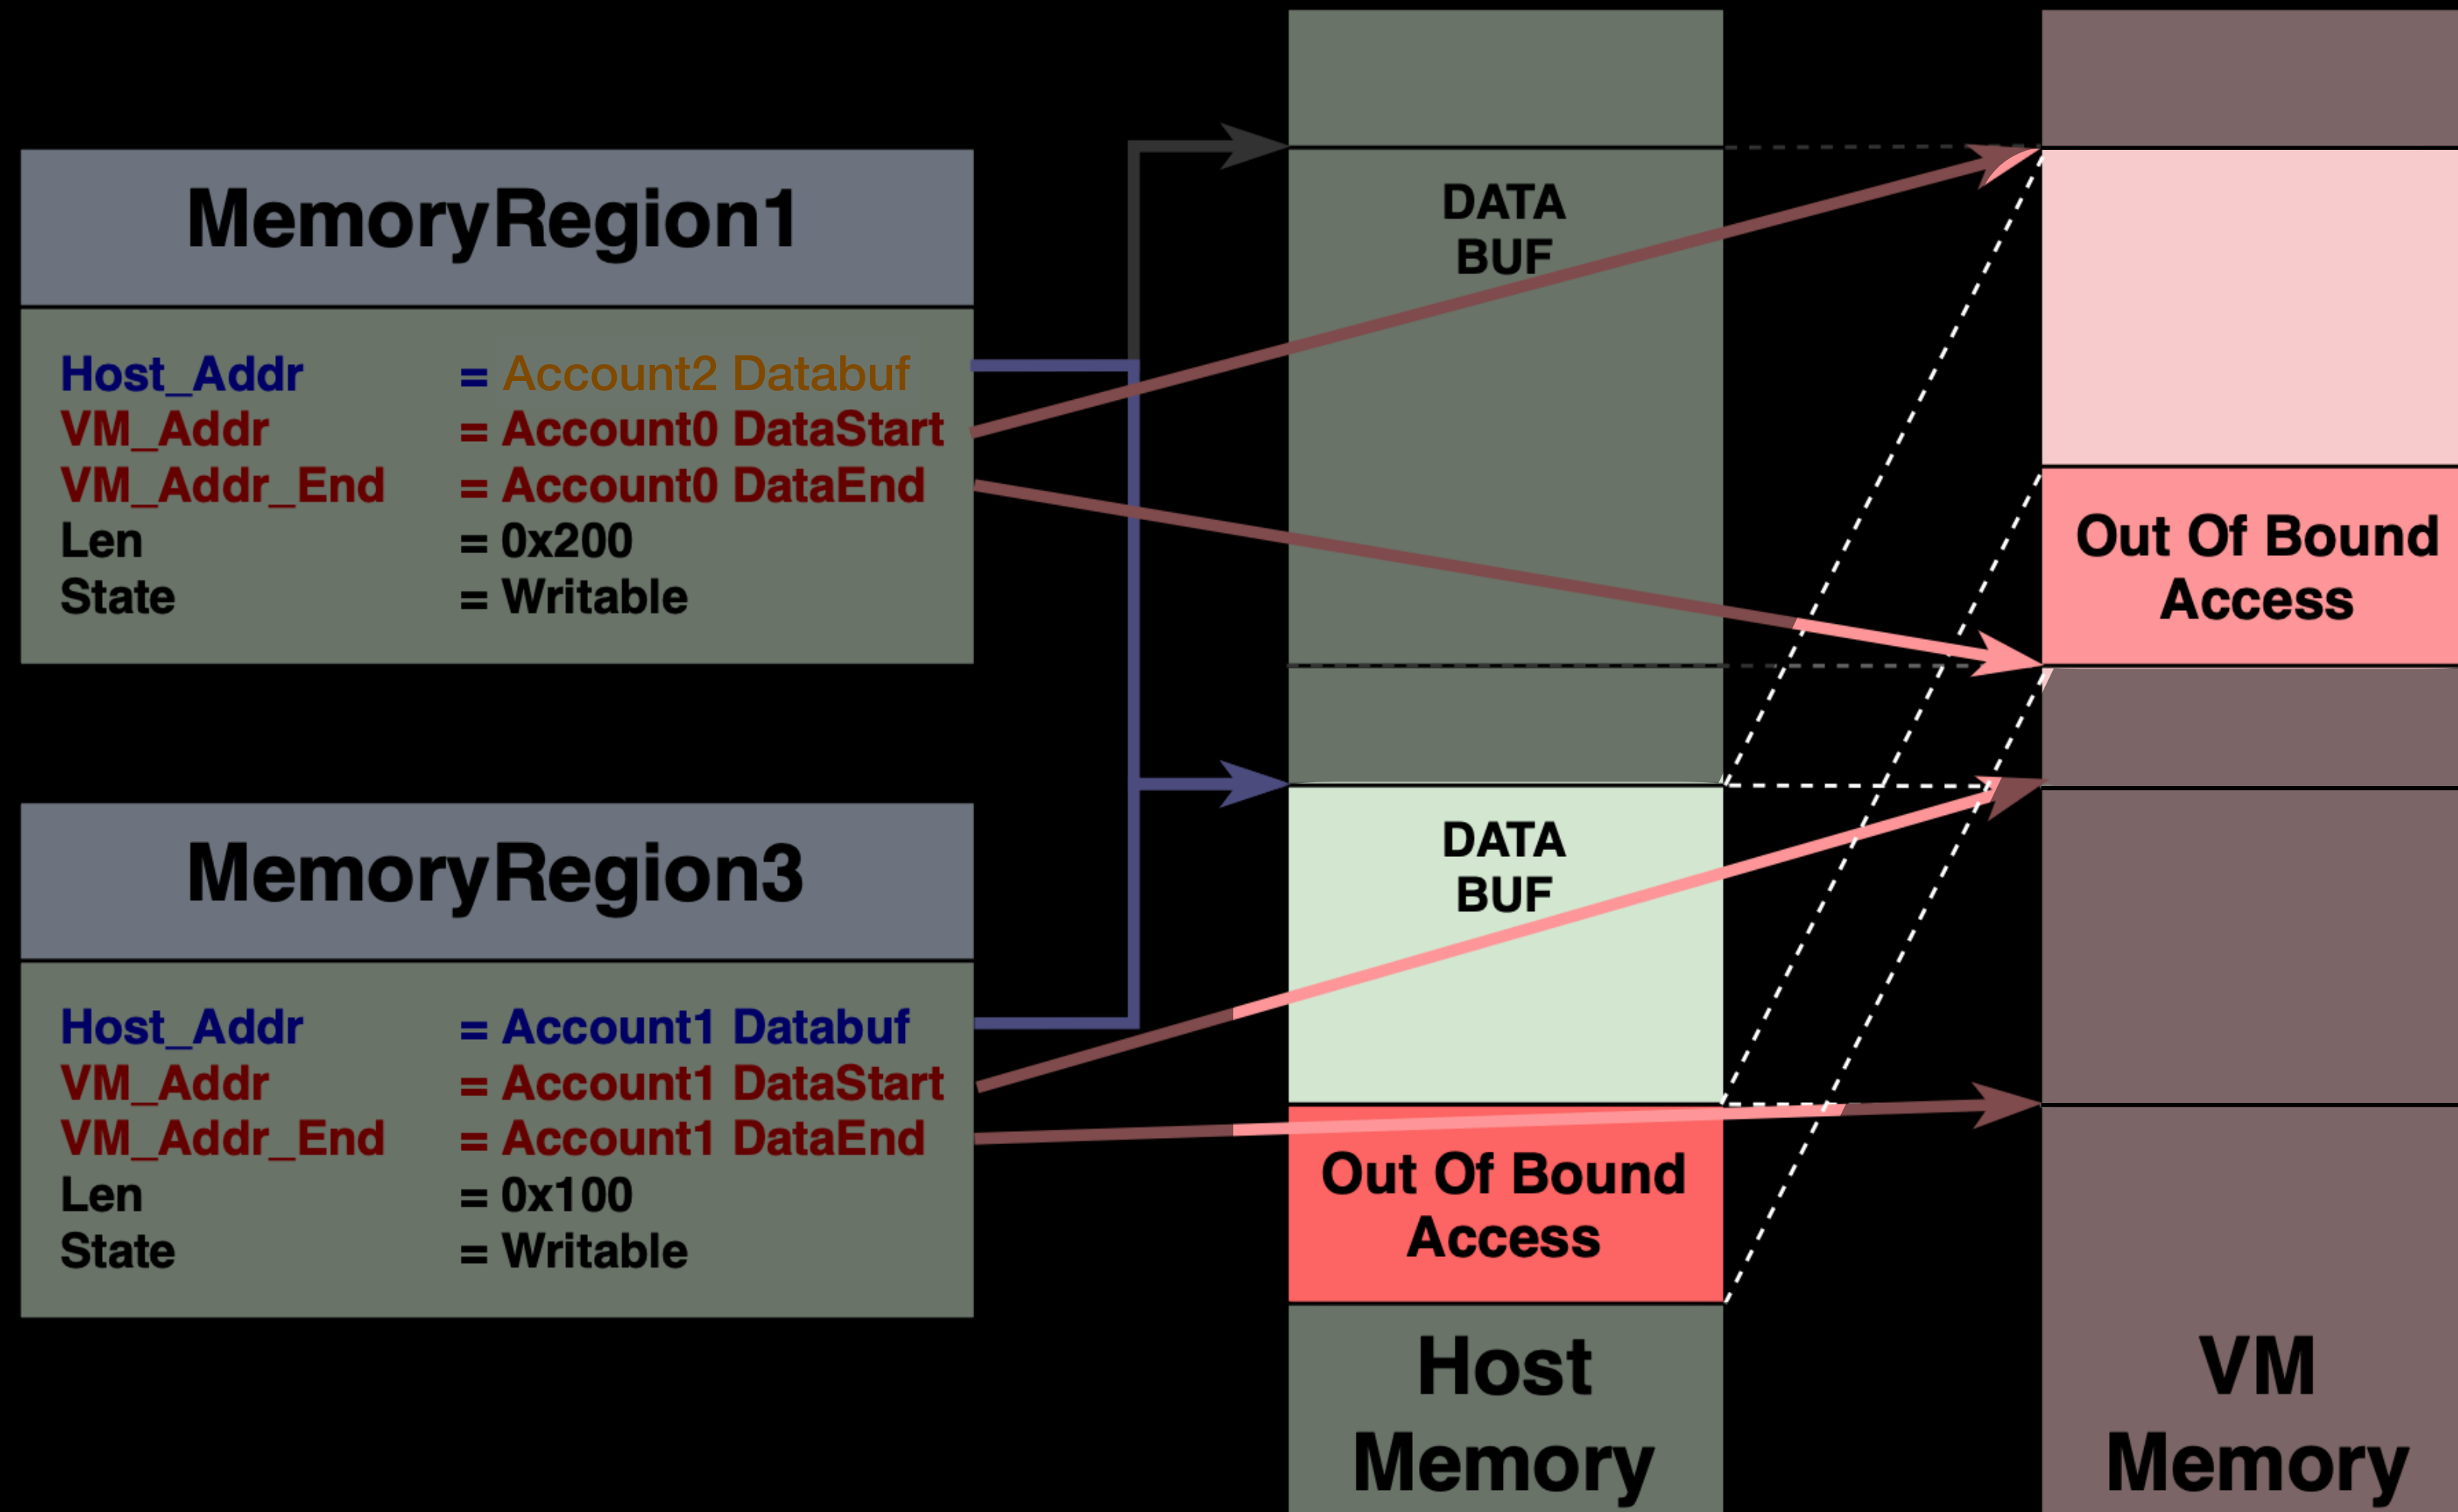 MemoryRegion1
Host_Addr = Account2 Databuf
VM_Addr = Account0 DataStart
VM_Addr_End = Account0 DataEnd
Len = 0x200
State = Writable
MemoryRegion3
Host_Addr = Account1 Databuf
VM_Addr = Account1 DataStart
VM_Addr_End = Account1 DataEnd
Len = 0x100
State = Writable
DATA
BUF
DATA
BUF
Out Of Bound
Access
Host
Memory
Out Of Bound
Access
VM
Memory